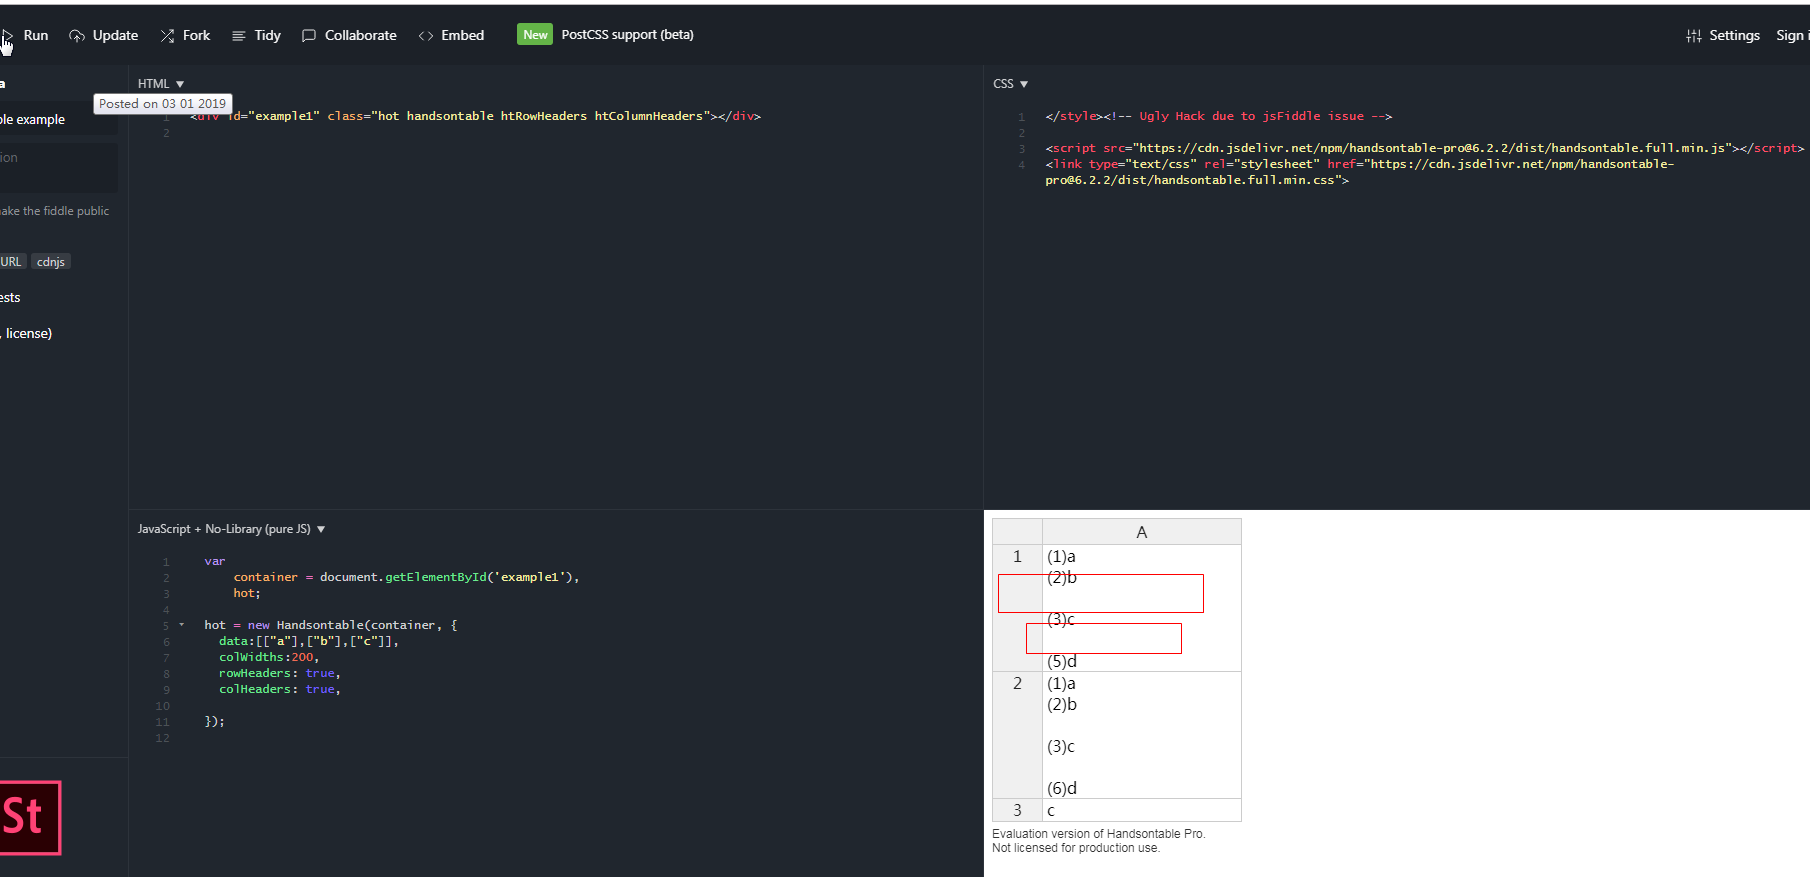 Run Update Fork Tidy Collaborate Embed New PostCSS support (beta) Settings Sign i
a
ple example
ion
ake the fiddle public
URL cdnjs
ests
, license)
St
HTML
Posted on 03 01 2019
1 <div id="example1" class="hot handsontable htRowHeaders htColumnHeaders"></div>
2
CSS
1 </style><!-- Ugly Hack due to jsFiddle issue -->
2
3 <script src="https://cdn.jsdelivr.net/npm/handsontable-pro@6.2.2/dist/handsontable.full.min.js"></script>
4 <link type="text/css" rel="stylesheet" href="https://cdn.jsdelivr.net/npm/handsontable-
pro@6.2.2/dist/handsontable.full.min.css">
JavaScript + No-Library (pure JS)
1 var
2 container = document.getElementById('example1'),
3 hot;
4
5 hot = new Handsontable(container, {
6 data:[["a"],["b"],["c"]],
7 colWidths:200,
8 rowHeaders: true,
9 colHeaders: true,
10
11 });
12
A
1 (1)a
(2)b
(3)c
(5)d
2 (1)a
(2)b
(3)c
(6)d
3 c
Evaluation version of Handsontable Pro.
Not licensed for production use.